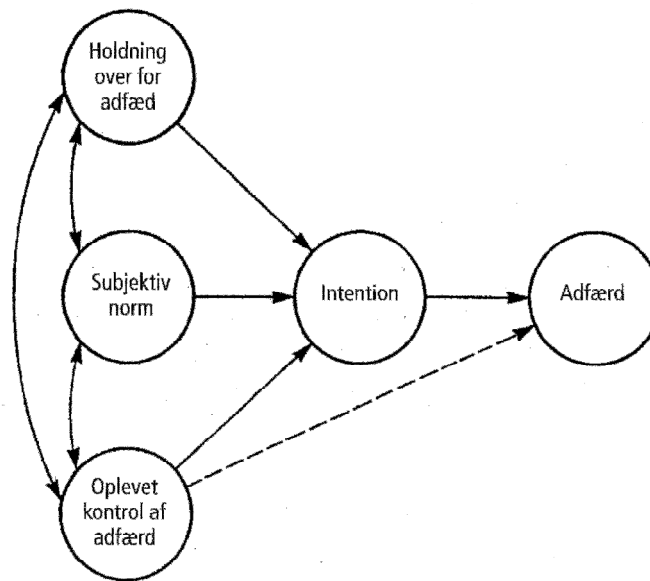 Holdning
over for
adfæd
Subjektiv
norm
Intention
Adfærd
Oplevet
kontrol af
adfærd